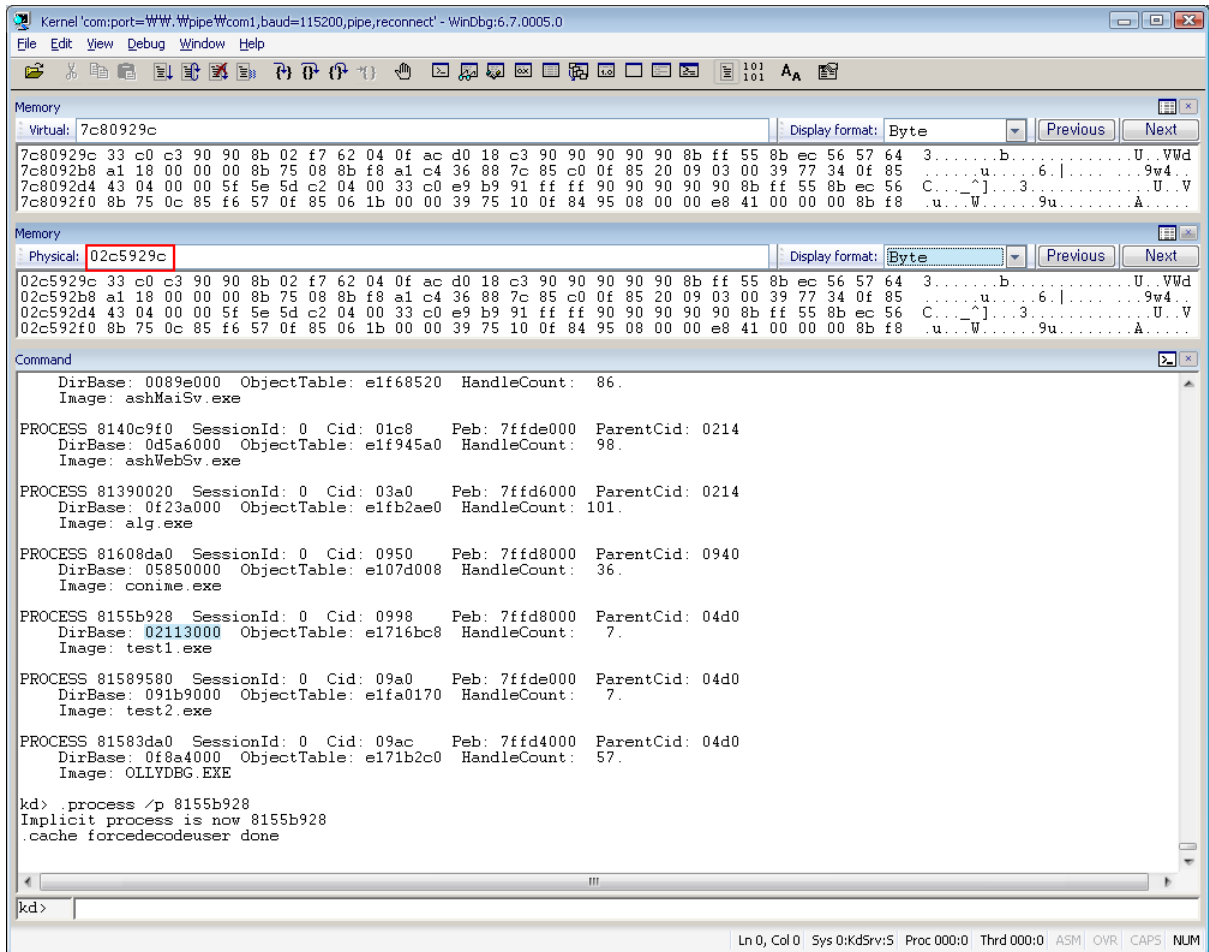 Kernel 'com:port=₩₩.₩pipe₩com1,baud=115200,pipe,reconnect' - WinDbg:6.7.0005.0
File Edit View Debug Window Help
Memory
Virtual: 7c80929c Display format: Byte Previous Next
7c80929c 33 c0 c3 90 90 8b 02 f7 62 04 0f ac d0 18 c3 90 90 90 90 90 8b ff 55 8b ec 56 57 64 3.......b.............U..VWd
7c8092b8 a1 18 00 00 00 8b 75 08 8b f8 a1 c4 36 88 7c 85 c0 0f 85 20 09 03 00 39 77 34 0f 85 ......u.....6.|.... ...9w4..
7c8092d4 43 04 00 00 5f 5e 5d c2 04 00 33 c0 e9 b9 91 ff ff 90 90 90 90 90 8b ff 55 8b ec 56 C..._^]...3.............U..V
7c8092f0 8b 75 0c 85 f6 57 0f 85 06 1b 00 00 39 75 10 0f 84 95 08 00 00 e8 41 00 00 00 8b f8 .u...W......9u........A.....
Memory
Physical: 02c5929c Display format: Byte Previous Next
02c5929c 33 c0 c3 90 90 8b 02 f7 62 04 0f ac d0 18 c3 90 90 90 90 90 8b ff 55 8b ec 56 57 64 3.......b.............U..VWd
02c592b8 a1 18 00 00 00 8b 75 08 8b f8 a1 c4 36 88 7c 85 c0 0f 85 20 09 03 00 39 77 34 0f 85 ......u.....6.|.... ...9w4..
02c592d4 43 04 00 00 5f 5e 5d c2 04 00 33 c0 e9 b9 91 ff ff 90 90 90 90 90 8b ff 55 8b ec 56 C..._^]...3.............U..V
02c592f0 8b 75 0c 85 f6 57 0f 85 06 1b 00 00 39 75 10 0f 84 95 08 00 00 e8 41 00 00 00 8b f8 .u...W......9u........A.....
Command
DirBase: 0089e000 ObjectTable: e1f68520 HandleCount: 86.
Image: ashMaiSv.exe
PROCESS 8140c9f0 SessionId: 0 Cid: 01c8 Peb: 7ffde000 ParentCid: 0214
DirBase: 0d5a6000 ObjectTable: e1f945a0 HandleCount: 98.
Image: ashWebSv.exe
PROCESS 81390020 SessionId: 0 Cid: 03a0 Peb: 7ffd6000 ParentCid: 0214
DirBase: 0f23a000 ObjectTable: e1fb2ae0 HandleCount: 101.
Image: alg.exe
PROCESS 81608da0 SessionId: 0 Cid: 0950 Peb: 7ffd8000 ParentCid: 0940
DirBase: 05850000 ObjectTable: e107d008 HandleCount: 36.
Image: conime.exe
PROCESS 8155b928 SessionId: 0 Cid: 0998 Peb: 7ffd8000 ParentCid: 04d0
DirBase: 02113000 ObjectTable: e1716bc8 HandleCount: 7.
Image: test1.exe
PROCESS 81589580 SessionId: 0 Cid: 09a0 Peb: 7ffde000 ParentCid: 04d0
DirBase: 091b9000 ObjectTable: e1fa0170 HandleCount: 7.
Image: test2.exe
PROCESS 81583da0 SessionId: 0 Cid: 09ac Peb: 7ffd4000 ParentCid: 04d0
DirBase: 0f8a4000 ObjectTable: e171b2c0 HandleCount: 57.
Image: OLLYDBG.EXE
kd> .process /p 8155b928
Implicit process is now 8155b928
.cache forcedecodeuser done
kd>
Ln 0, Col 0 Sys 0:KdSrv:S Proc 000:0 Thrd 000:0 ASM OVR CAPS NUM